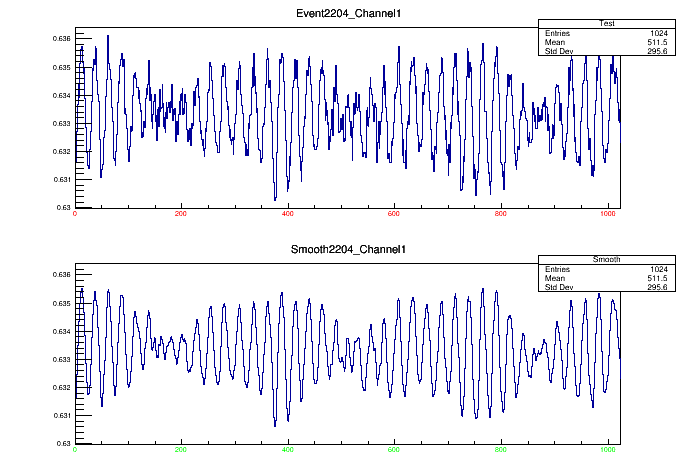 Event2204_Channel1
Test
Entries 1024
Mean 511.5
Std Dev 295.6
0.636
0.635
0.634
0.633
0.632
0.631
0.63
0 200 400 600 800 1000
Smooth2204_Channel1
Smooth
Entries 1024
Mean 511.5
Std Dev 295.6
0.636
0.635
0.634
0.633
0.632
0.631
0.63
0 200 400 600 800 1000